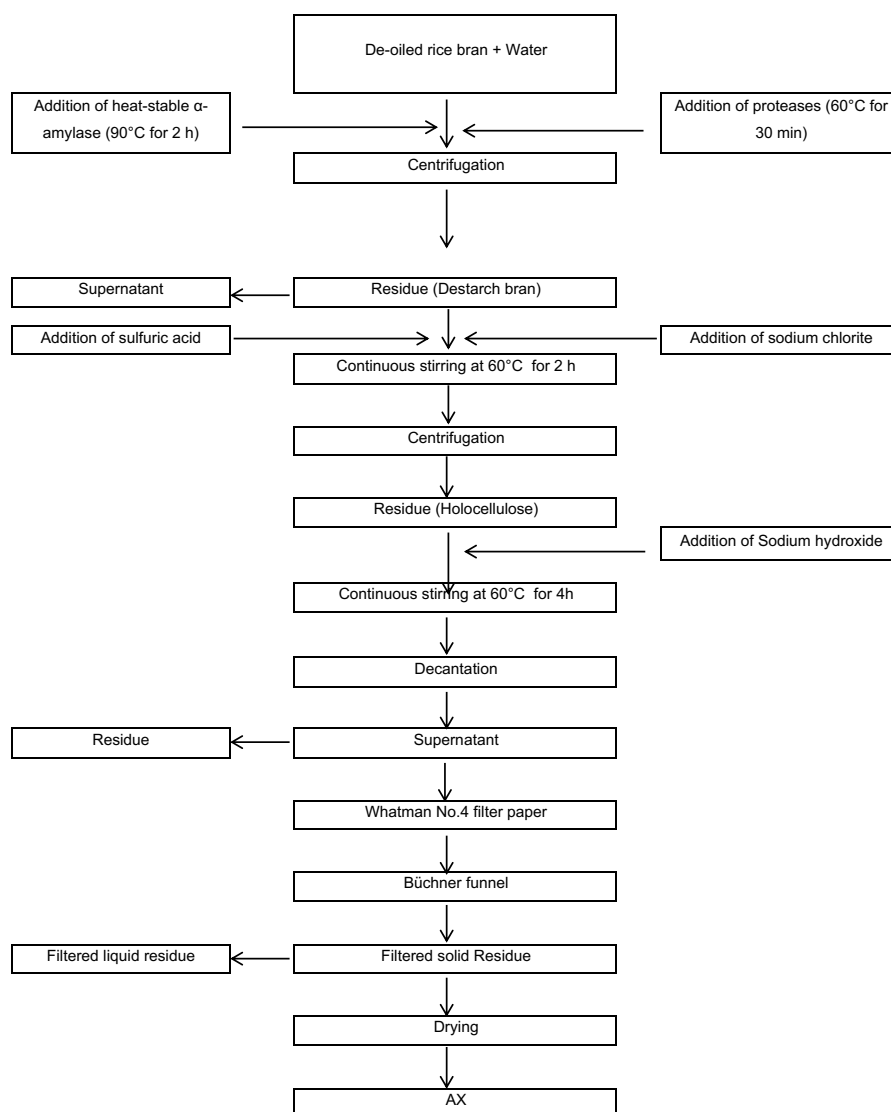 De-oiled rice bran + Water
Addition of heat-stable α-
amylase (90°C for 2 h)
Addition of proteases (60°C for
30 min)
Centrifugation
Supernatant
Residue (Destarch bran)
Addition of sulfuric acid
Addition of sodium chlorite
Continuous stirring at 60°C for 2 h
Centrifugation
Residue (Holocellulose)
Addition of Sodium hydroxide
Continuous stirring at 60°C for 4h
Decantation
Residue
Supernatant
Whatman No.4 filter paper
Büchner funnel
Filtered liquid residue
Filtered solid Residue
Drying
AX